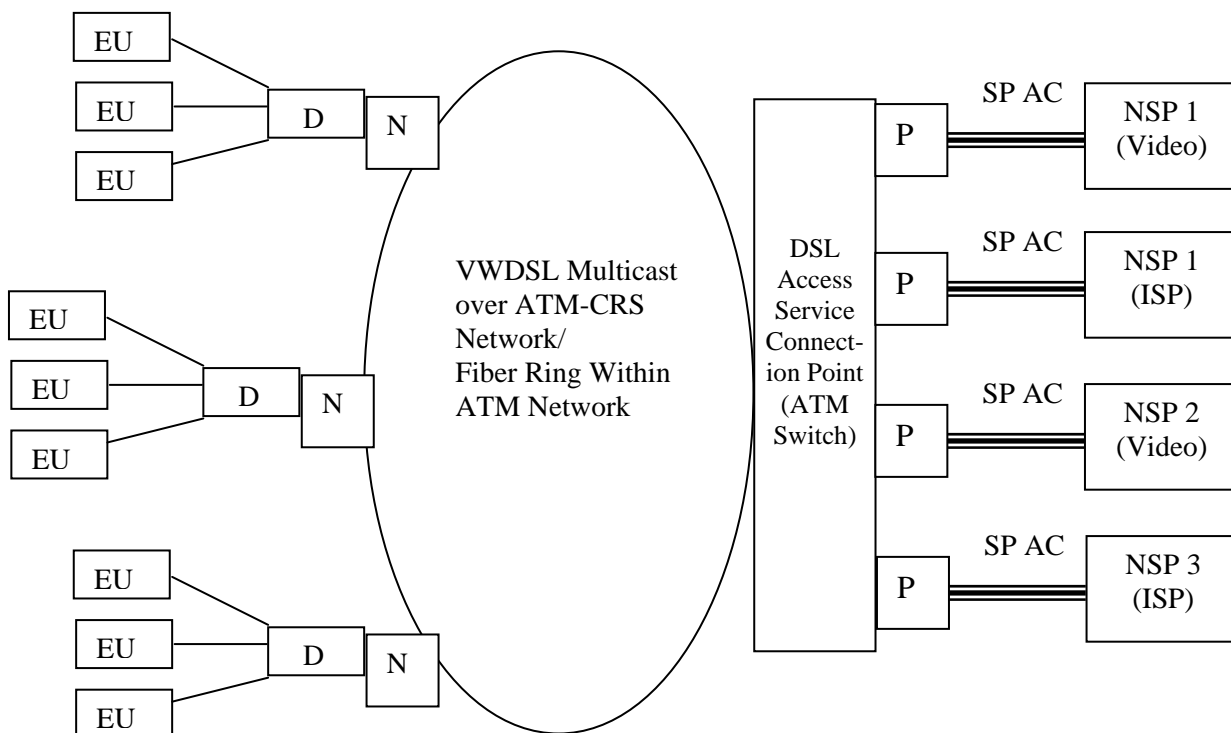 EU
EU
EU
D
N
EU
EU
EU
D
N
EU
EU
EU
D
N
VWDSL Multicast
over ATM-CRS
Network/
Fiber Ring Within
ATM Network
DSL
Access
Service
Connect-
ion Point
(ATM
Switch)
P
SP AC
NSP 1
(Video)
P
SP AC
NSP 1
(ISP)
P
SP AC
NSP 2
(Video)
P
SP AC
NSP 3
(ISP)